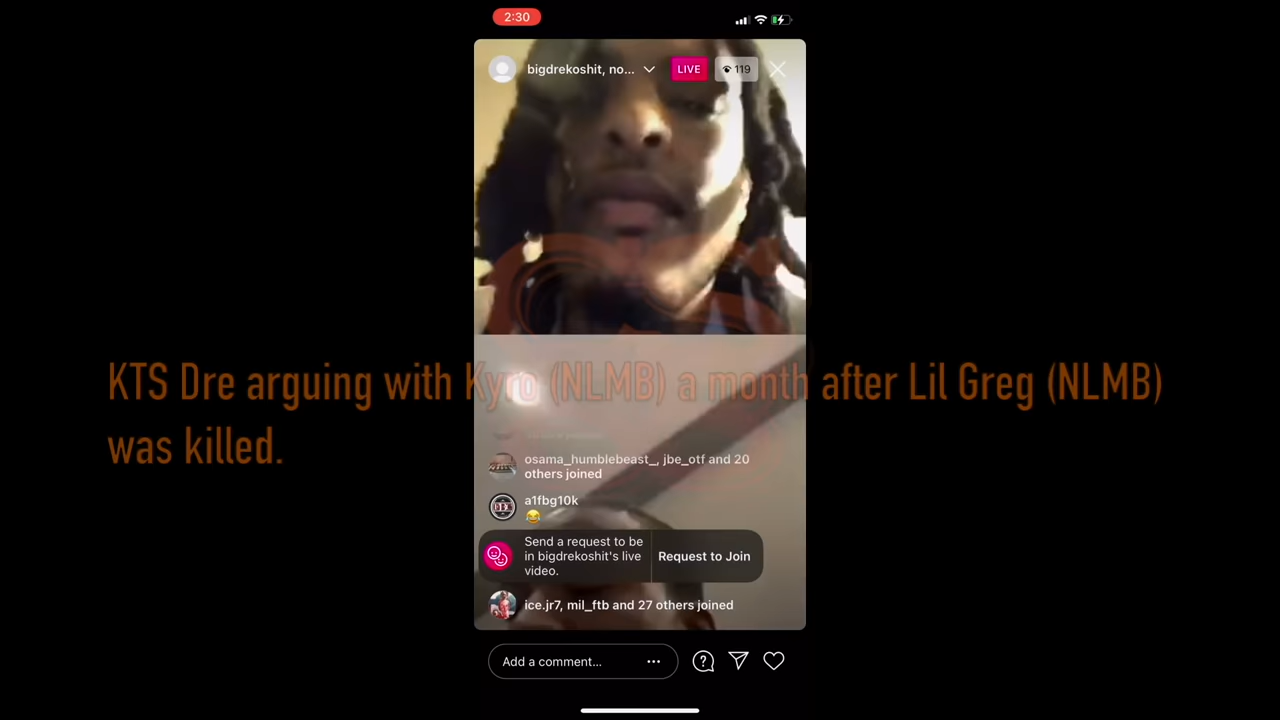 2:30
bigdrekoshit, no...
LIVE
119
KTS Dre arguing with Kyro (NLMB) a month after Lil Greg (NLMB)
was killed.
osama_humblebeast_, jbe_otf and 20
others joined
a1fbg10k
😂
Send a request to be
in bigdrekoshit's live
video.
Request to Join
ice.jr7, mil_ftb and 27 others joined
Add a comment...